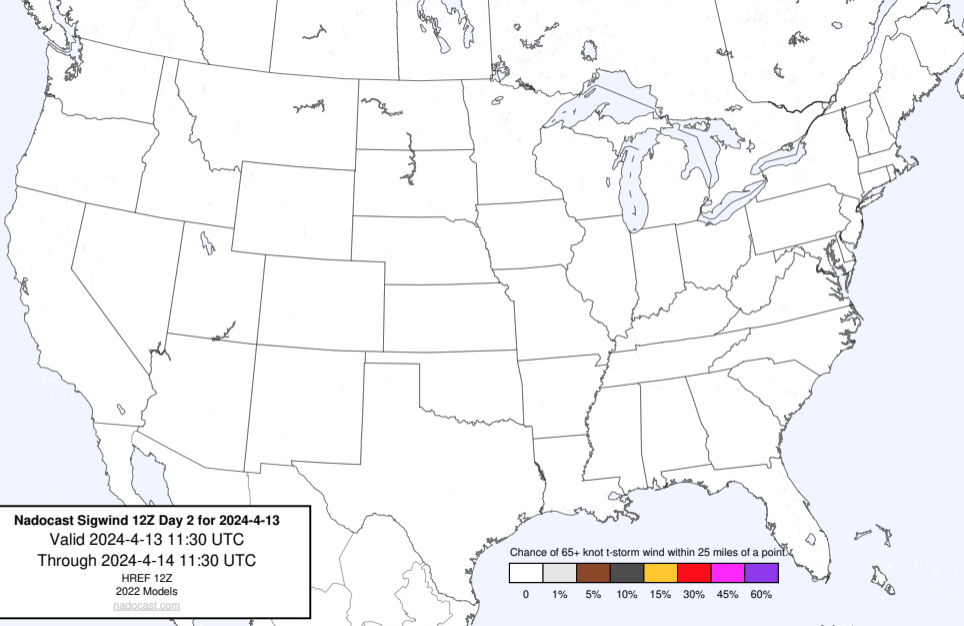 Nadocast Sigwind 12Z Day 2 for 2024-4-13
Valid 2024-4-13 11:30 UTC
Through 2024-4-14 11:30 UTC
HREF 12Z
2022 Models
nadocast.com
Chance of 65+ knot t-storm wind within 25 miles of a point.
0 1% 5% 10% 15% 30% 45% 60%